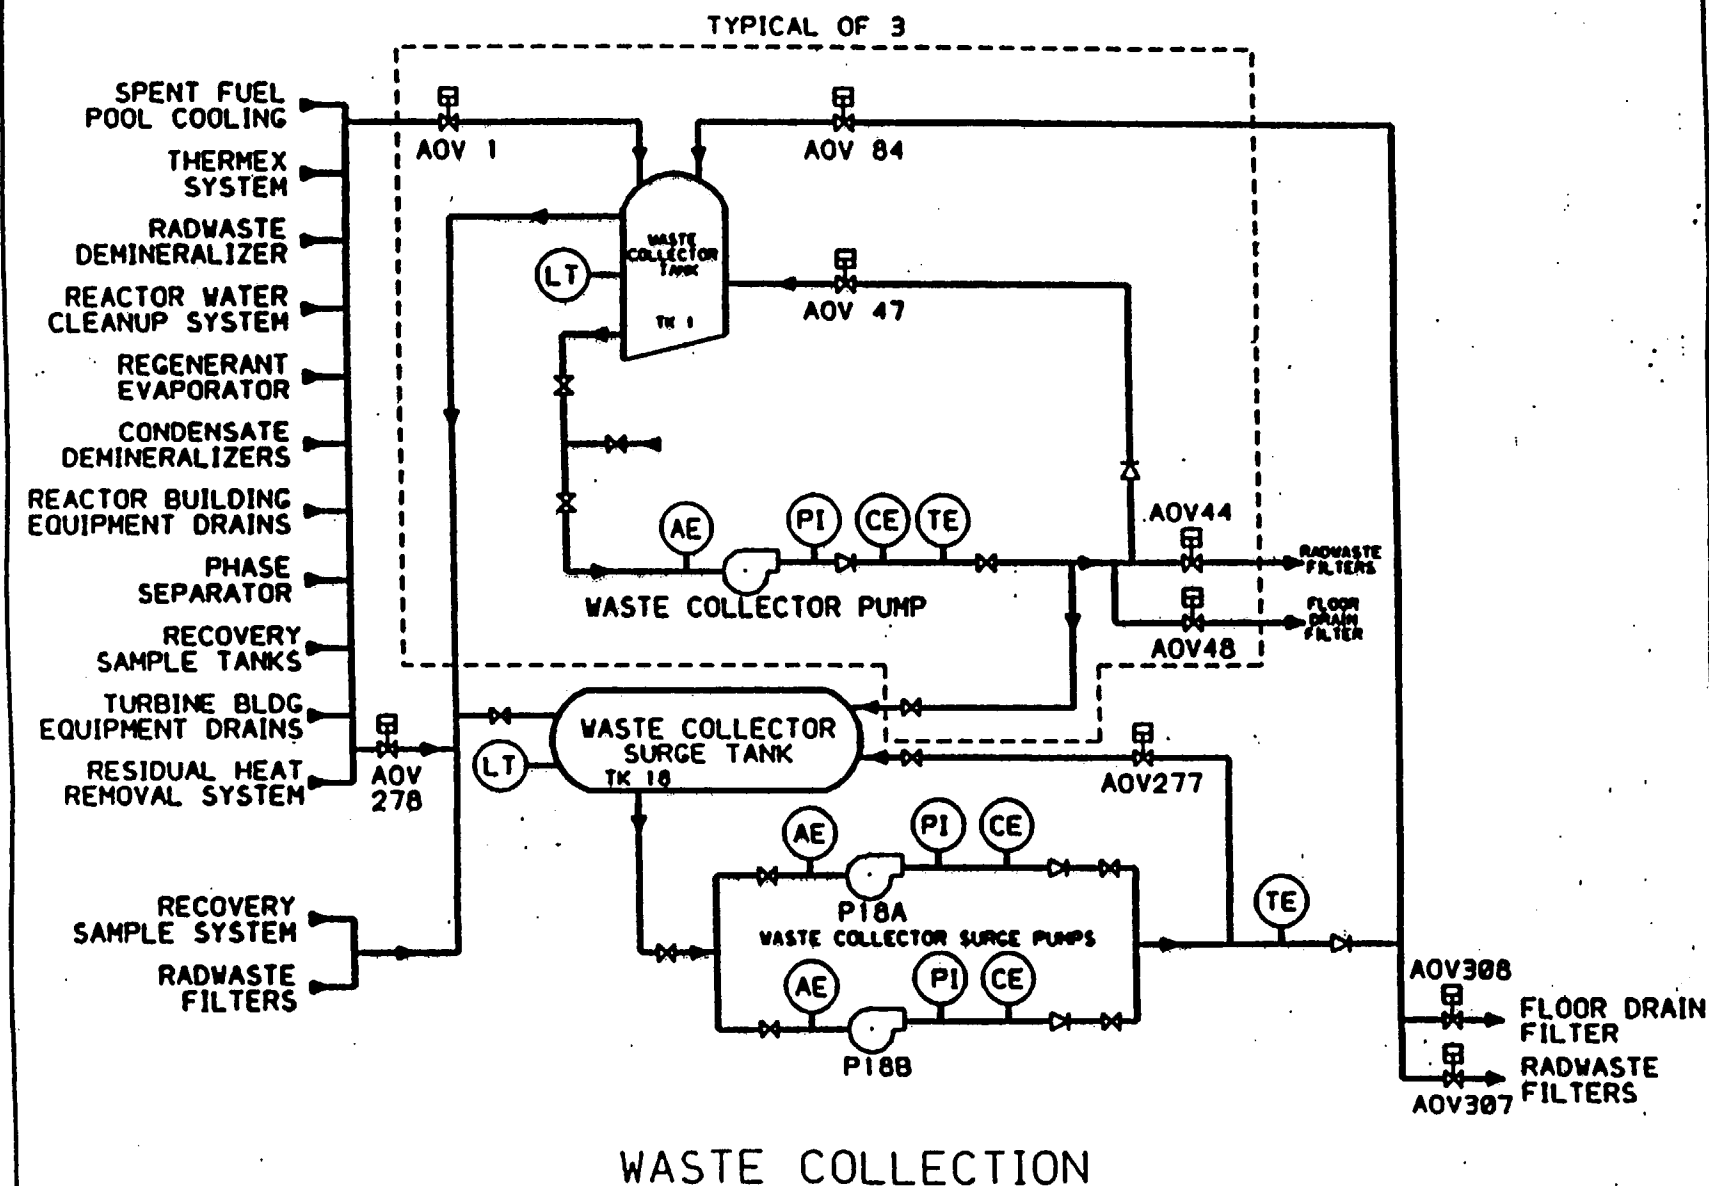 TYPICAL OF 3
SPENT FUEL
POOL COOLING
THERMEX
SYSTEM
RADWASTE
DEMINERALIZER
REACTOR WATER
CLEANUP SYSTEM
REGENERANT
EVAPORATOR
CONDENSATE
DEMINERALIZERS
REACTOR BUILDING
EQUIPMENT DRAINS
PHASE
SEPARATOR
RECOVERY
SAMPLE TANKS
TURBINE BLDG
EQUIPMENT DRAINS
RESIDUAL HEAT
REMOVAL SYSTEM
RECOVERY
SAMPLE SYSTEM
RADWASTE
FILTERS
AOV 1
AOV 84
WASTE
COLLECTOR
TANK
TK 1
LT
AOV 47
AE
PI
CE
TE
WASTE COLLECTOR PUMP
AOV44
RADWASTE
FILTERS
FLOOR
DRAIN
FILTER
AOV48
AOV
278
WASTE COLLECTOR
SURGE TANK
TK 18
LT
AOV277
AE
PI
CE
P18A
WASTE COLLECTOR SURGE PUMPS
AE
PI
CE
P18B
TE
AOV308
FLOOR DRAIN
FILTER
RADWASTE
FILTERS
AOV307
WASTE COLLECTION